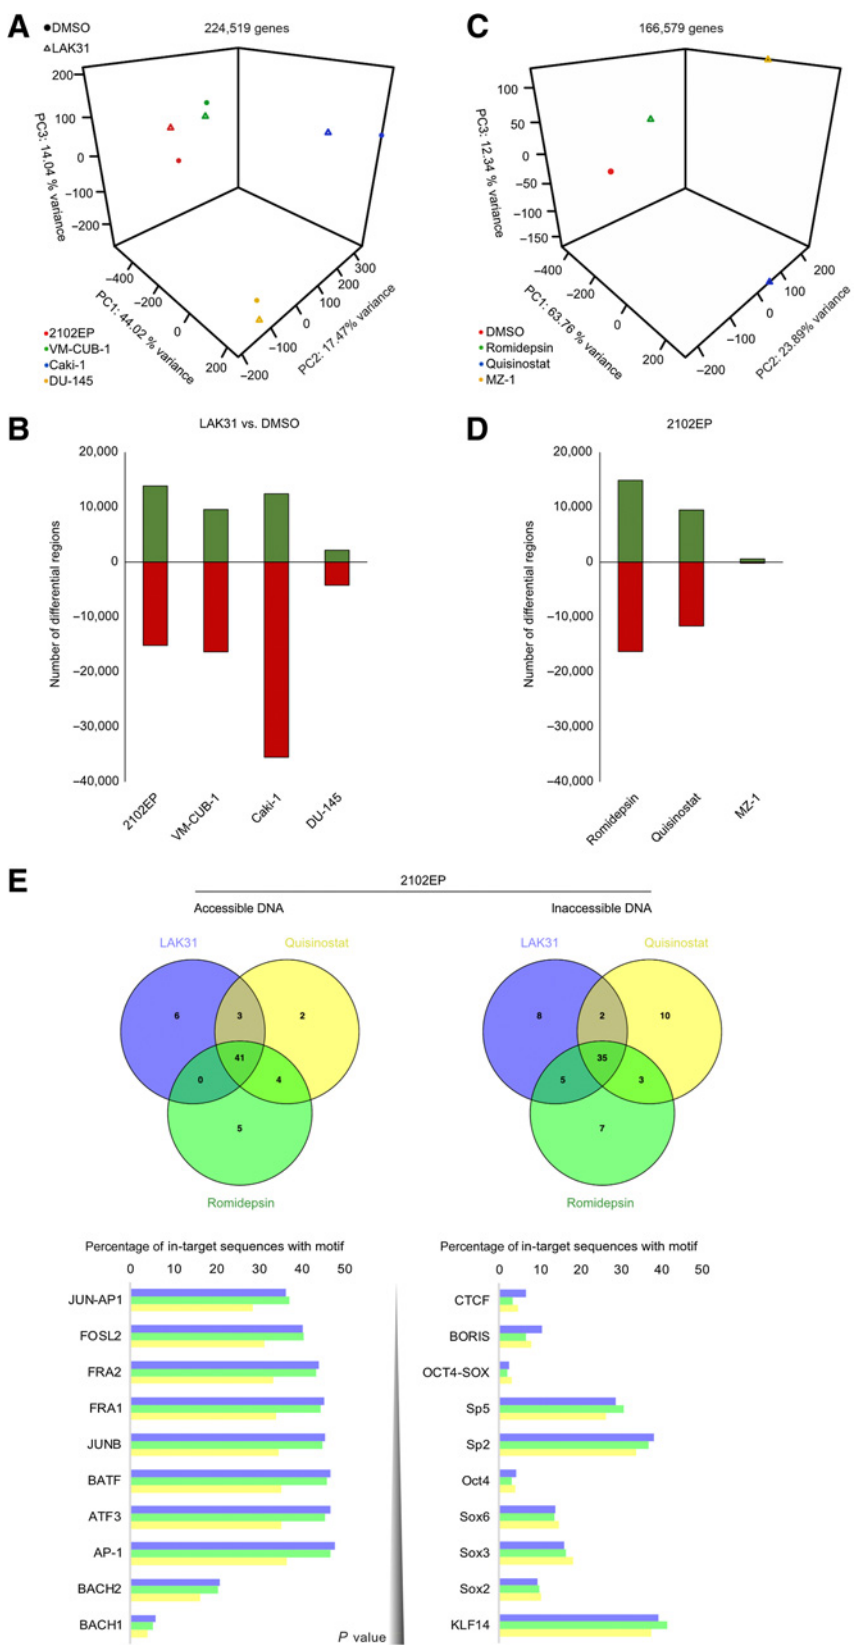 A
DMSO
LAK31
224,519 genes
200
100
0
−100
−200
PC3: 14.04 % variance
−400
−200
0
200
PC1: 44.02 % variance
−200
−100
0
100
200
300
PC2: 17.47% variance
2102EP
VM-CUB-1
Caki-1
DU-145
C
166,579 genes
100
50
0
−50
−100
−150
PC3: 12.34 % variance
−400
−200
0
200
PC1: 63.76 % variance
−200
−100
0
100
200
PC2: 23.89% variance
DMSO
Romidepsin
Quisinostat
MZ-1
B
LAK31 vs. DMSO
Number of differential regions
20,000
10,000
0
−10,000
−20,000
−30,000
−40,000
2102EP
VM-CUB-1
Caki-1
DU-145
D
2102EP
Number of differential regions
20,000
10,000
0
−10,000
−20,000
−30,000
−40,000
Romidepsin
Quisinostat
MZ-1
E
2102EP
Accessible DNA
LAK31
Quisinostat
6
3
2
41
0
4
5
Romidepsin
Inaccessible DNA
LAK31
Quisinostat
8
2
10
35
5
3
7
Romidepsin
Percentage of in-target sequences with motif
0 10 20 30 40 50
JUN-AP1
FOSL2
FRA2
FRA1
JUNB
BATF
ATF3
AP-1
BACH2
BACH1
P value
Percentage of in-target sequences with motif
0 10 20 30 40 50
CTCF
BORIS
OCT4-SOX
Sp5
Sp2
Oct4
Sox6
Sox3
Sox2
KLF14